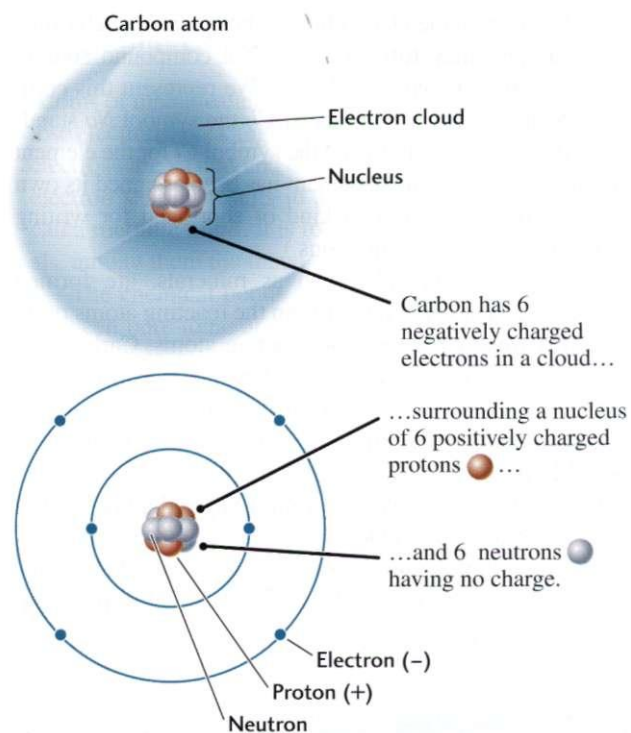 Carbon atom
Electron cloud
Nucleus
Carbon has 6
negatively charged
electrons in a cloud…
…surrounding a nucleus
of 6 positively charged
protons …
…and 6 neutrons
having no charge.
Electron (–)
Proton (+)
Neutron